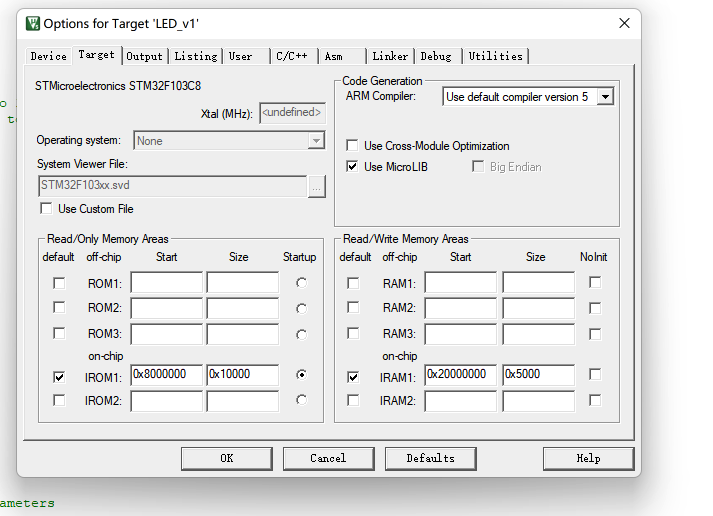 Options for Target 'LED_v1'
Device Target Output Listing User C/C++ Asm Linker Debug Utilities
STMicroelectronics STM32F103C8
Xtal (MHz): <undefined>
Operating system: None
System Viewer File:
STM32F103xx.svd ...
Use Custom File
Code Generation
ARM Compiler: Use default compiler version 5
Use Cross-Module Optimization
Use MicroLIB Big Endian
Read/Only Memory Areas
default off-chip Start Size Startup
ROM1:
ROM2:
ROM3:
on-chip
IROM1: 0x8000000 0x10000
IROM2:
Read/Write Memory Areas
default off-chip Start Size NoInit
RAM1:
RAM2:
RAM3:
on-chip
IRAM1: 0x20000000 0x5000
IRAM2:
OK Cancel Defaults Help
ameters